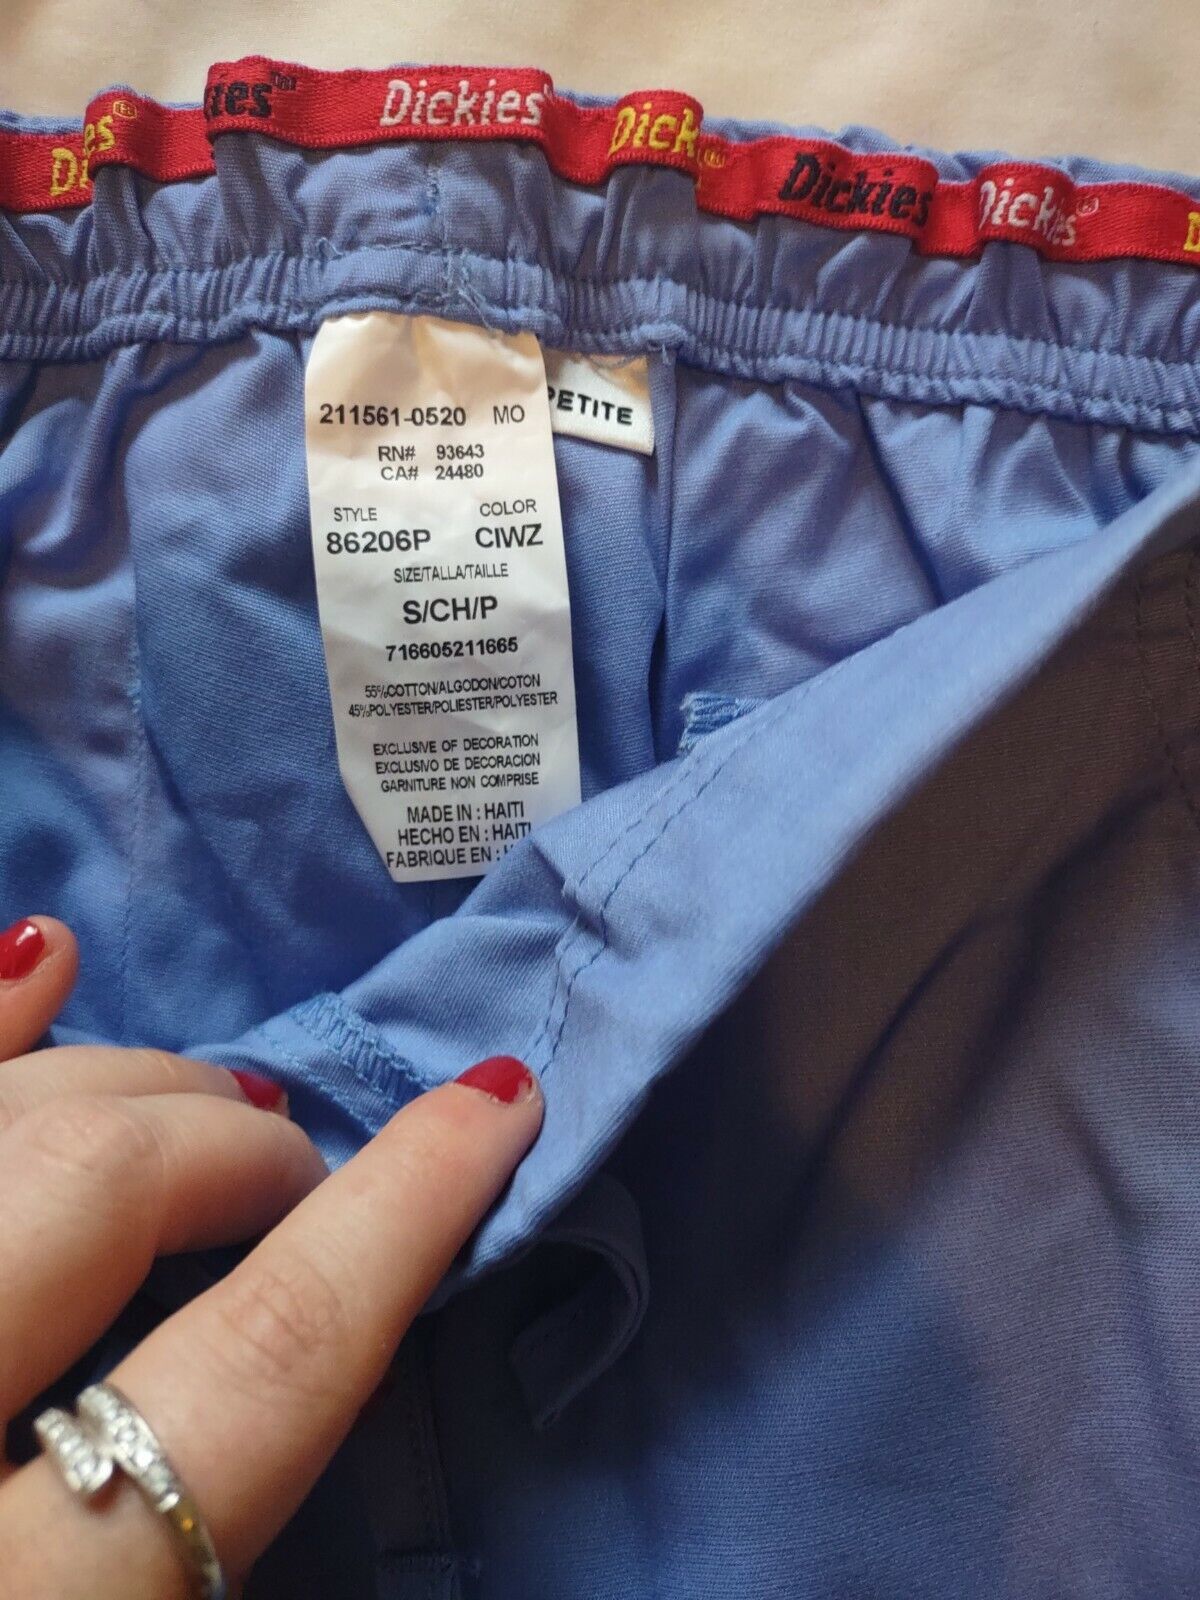 Dickies Dickies Dickies
211561-0520 MO
PETITE
RN# 93643
CA# 24480
STYLE COLOR
86206P CIWZ
SIZE/TALLA/TAILLE
S/CH/P
716605211665
55%COTTON/ALGODON/COTON
45%POLYESTER/POLIESTER/POLYESTER
EXCLUSIVE OF DECORATION
EXCLUSIVO DE DECORACION
GARNITURE NON COMPRISE
MADE IN : HAITI
HECHO EN : HAITI
FABRIQUE EN :